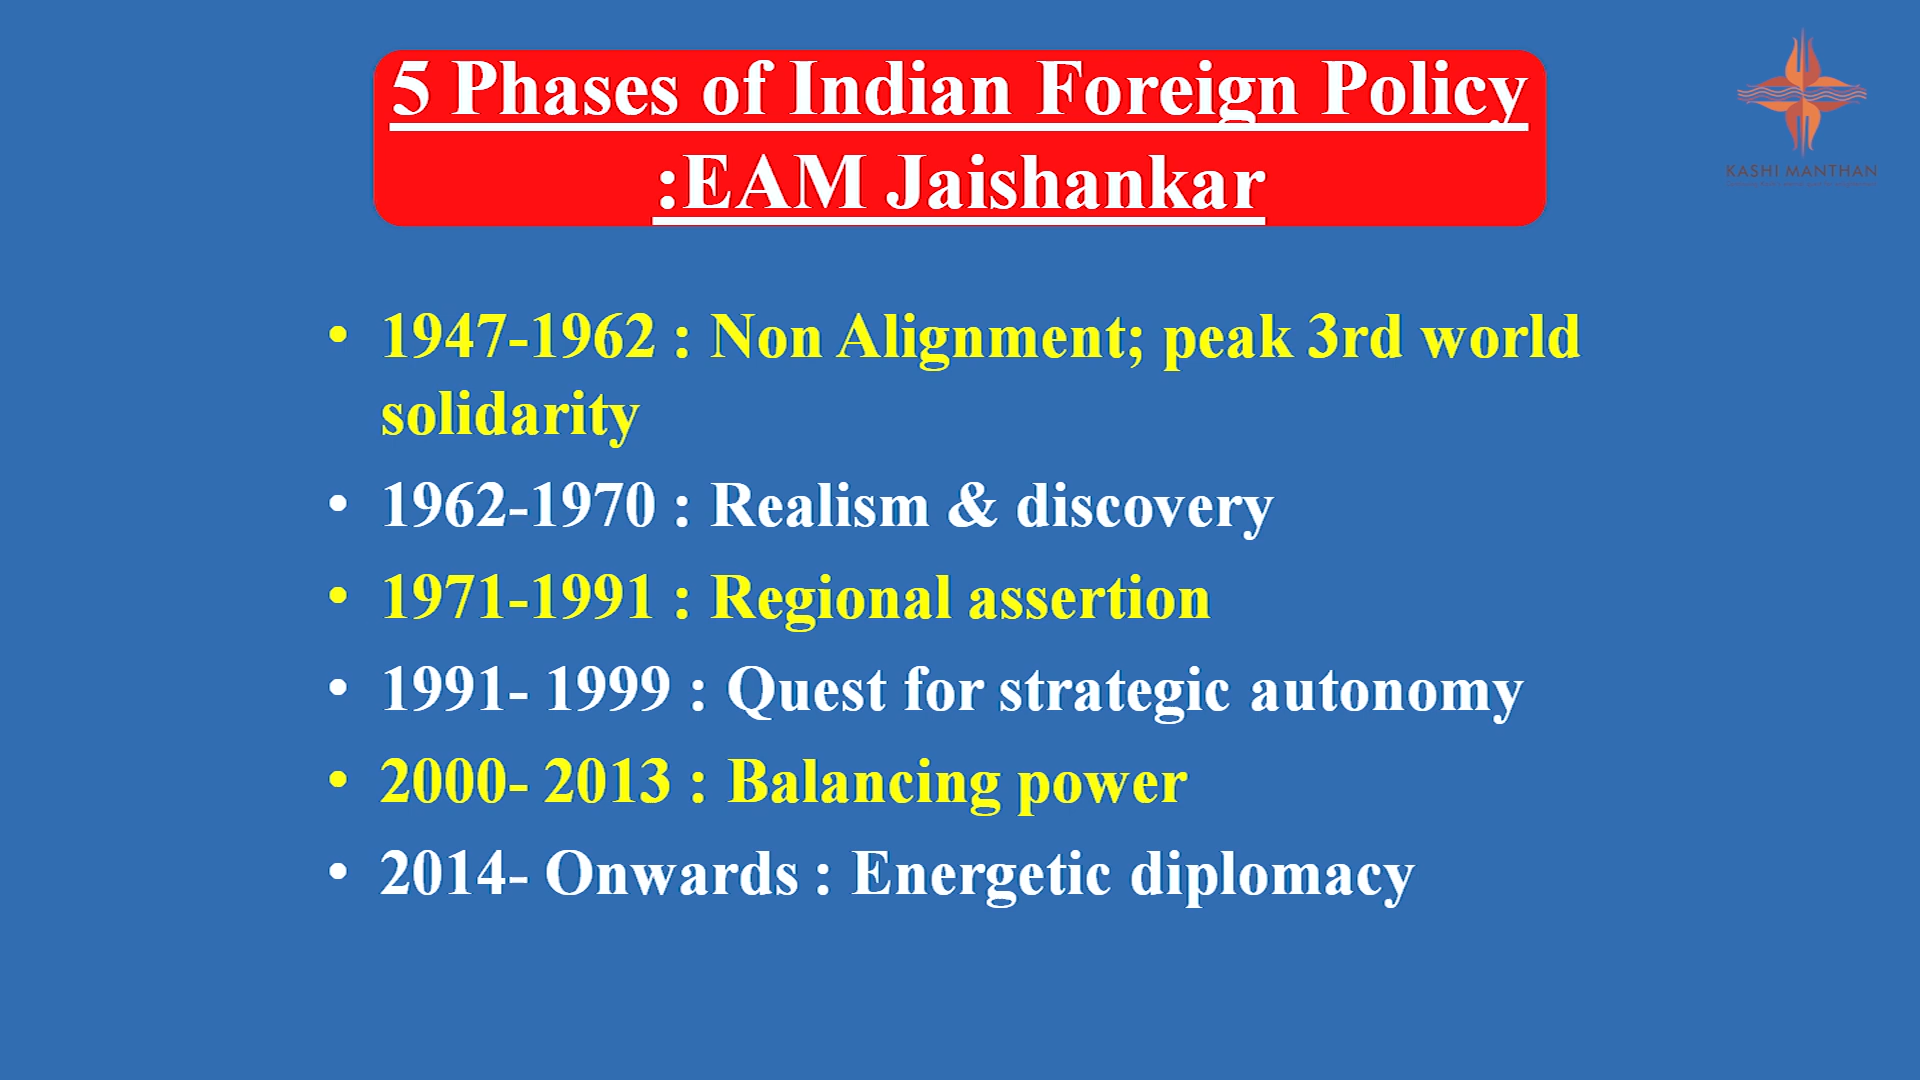 5 Phases of Indian Foreign Policy
:EAM Jaishankar
KASHI MANTHAN
• 1947-1962 : Non Alignment; peak 3rd world
solidarity
• 1962-1970 : Realism & discovery
• 1971-1991 : Regional assertion
• 1991- 1999 : Quest for strategic autonomy
• 2000- 2013 : Balancing power
• 2014- Onwards : Energetic diplomacy